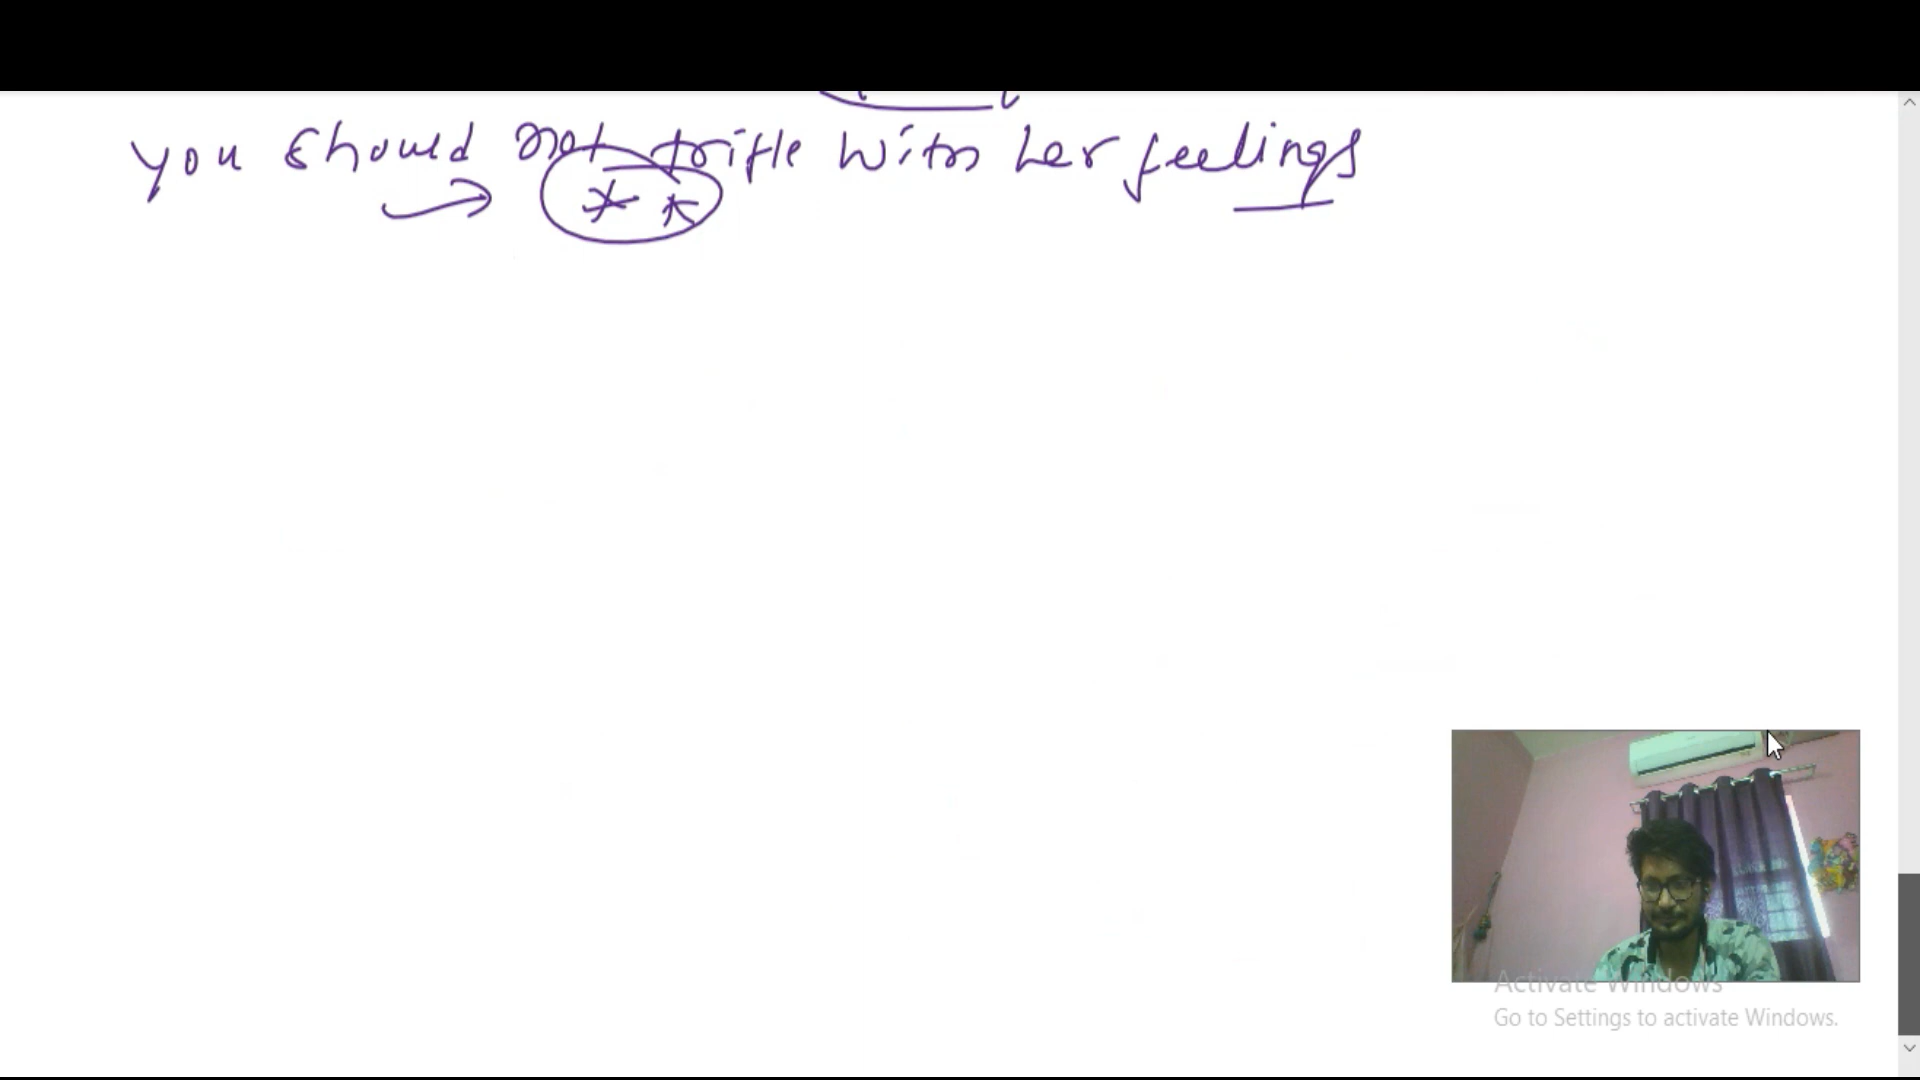 you should not trifle with her feelings
* *
Activate Windows
Go to Settings to activate Windows.